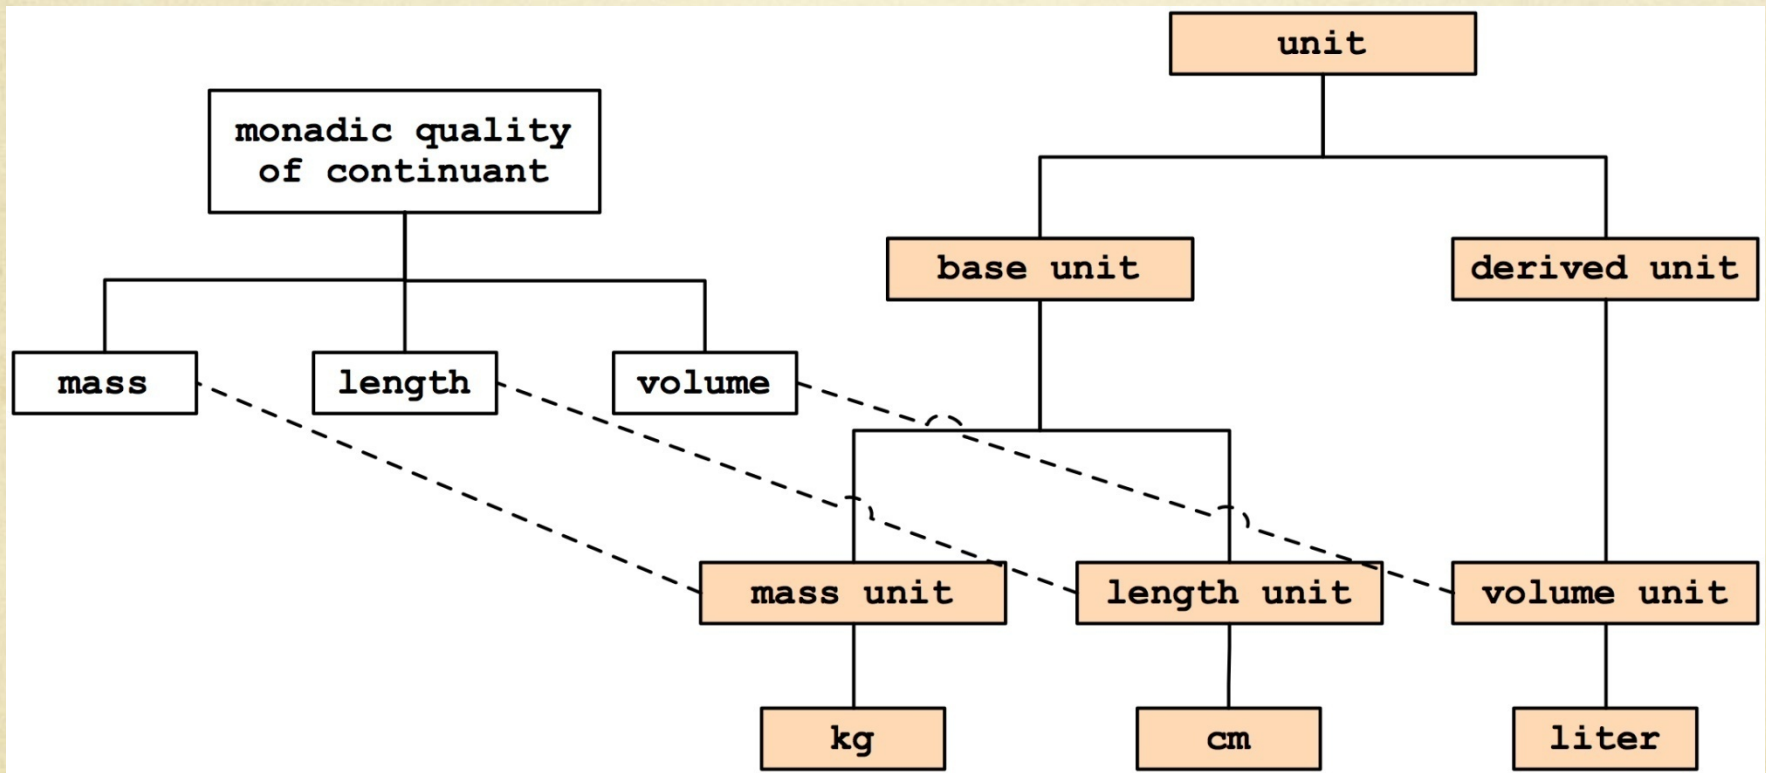 unit
monadic quality
of continuant
base unit
derived unit
mass
length
volume
mass unit
length unit
volume unit
kg
cm
liter